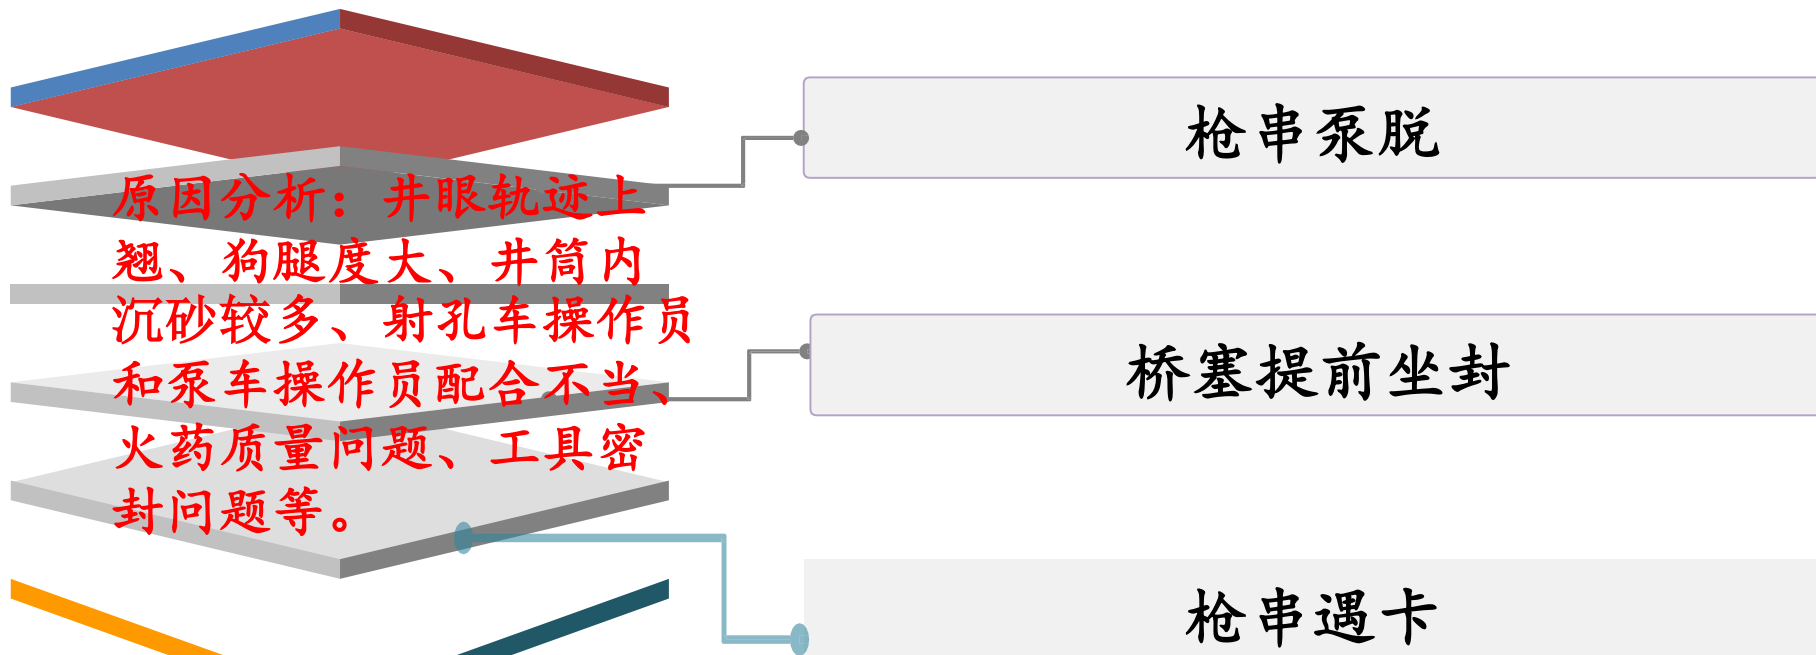 枪串泵脱
原因分析：井眼轨迹上
翘、狗腿度大、井筒内
沉砂较多、射孔车操作员
和泵车操作员配合不当、
火药质量问题、工具密
封问题等。
桥塞提前坐封
枪串遇卡